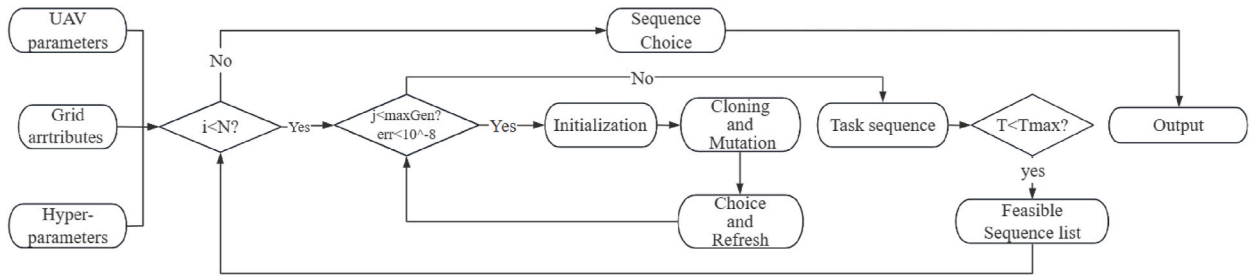 UAV
parameters
Grid
arrtributes
Hyper-
parameters
i<N?
No
Yes
Sequence
Choice
j<maxGen?
err<10^-8
No
Yes
Initialization
Cloning
and
Mutation
Choice
and
Refresh
Task sequence
T<Tmax?
yes
Feasible
Sequence list
Output